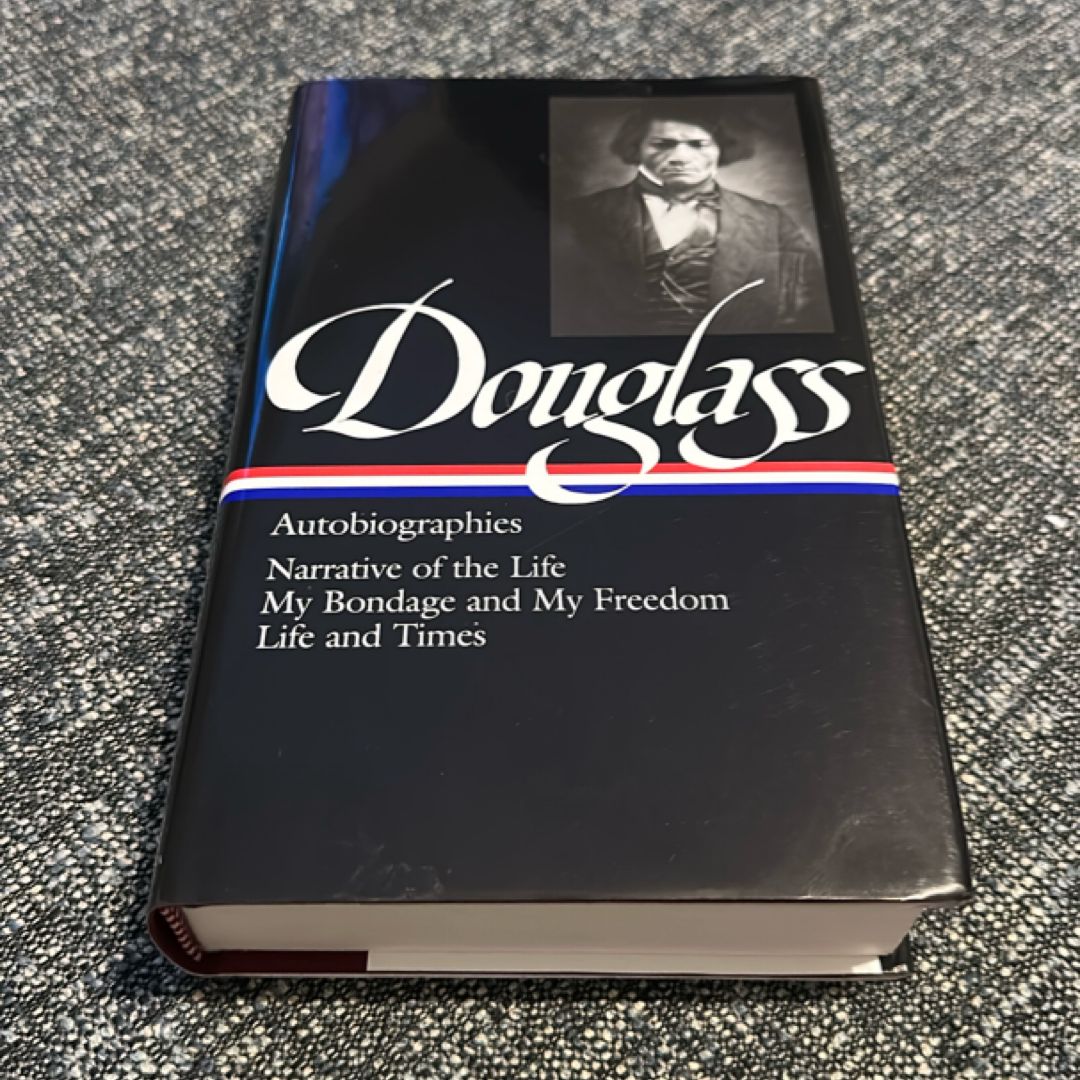 Douglass
Autobiographies
Narrative of the Life
My Bondage and My Freedom
Life and Times